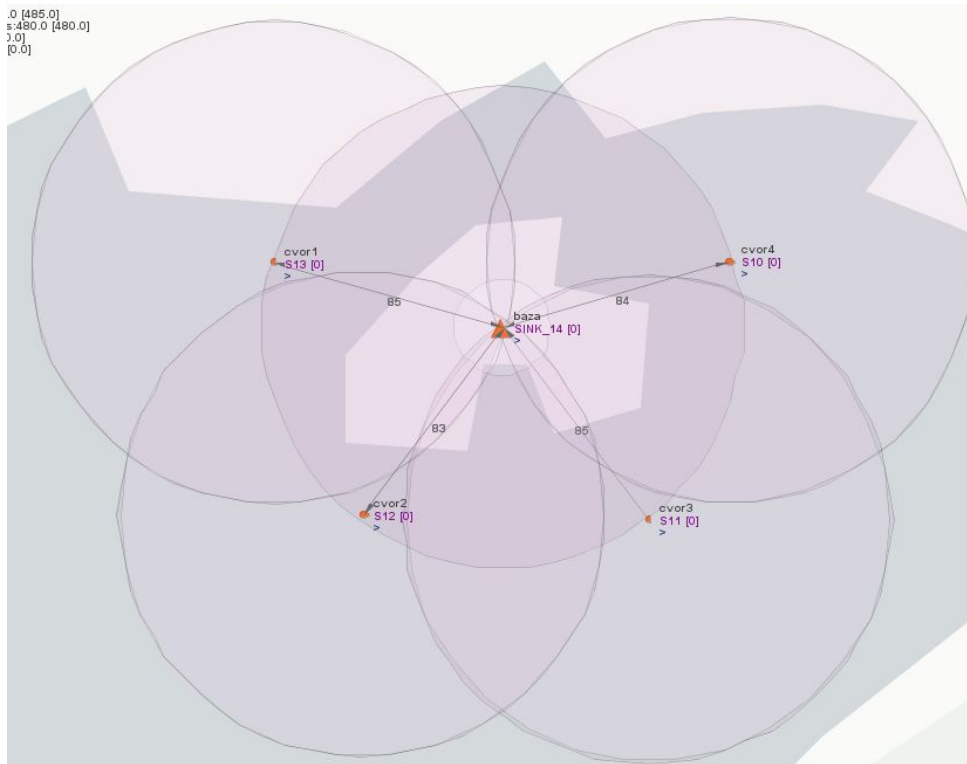 .0 [485.0]
s:480.0 [480.0]
0.0]
[0.0]
cvor1
S13 [0]
>
cvor4
S10 [0]
>
85
84
baza
SINK_14 [0]
>
83
85
cvor2
S12 [0]
>
cvor3
S11 [0]
>